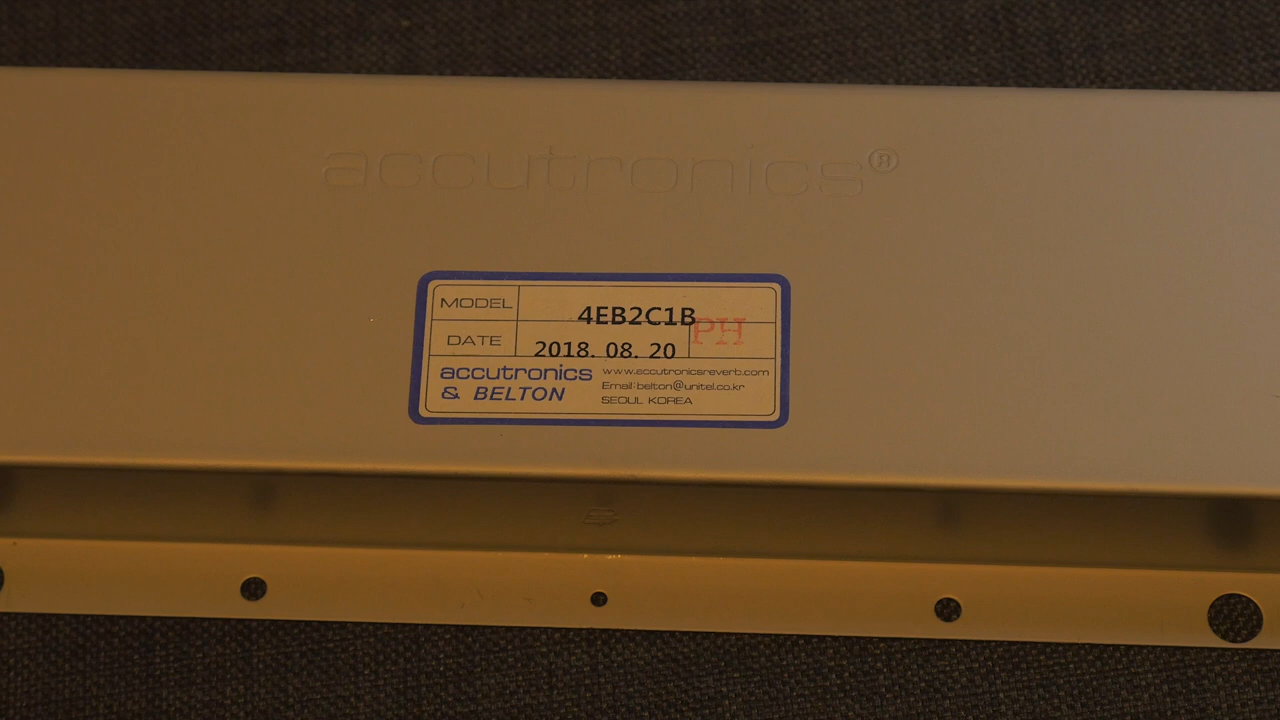 accutronics®
MODEL 4EB2C1B
DATE 2018. 08. 20 PH
accutronics & BELTON
www.accutronicsreverb.com
Email:belton@unitel.co.kr
SEOUL KOREA